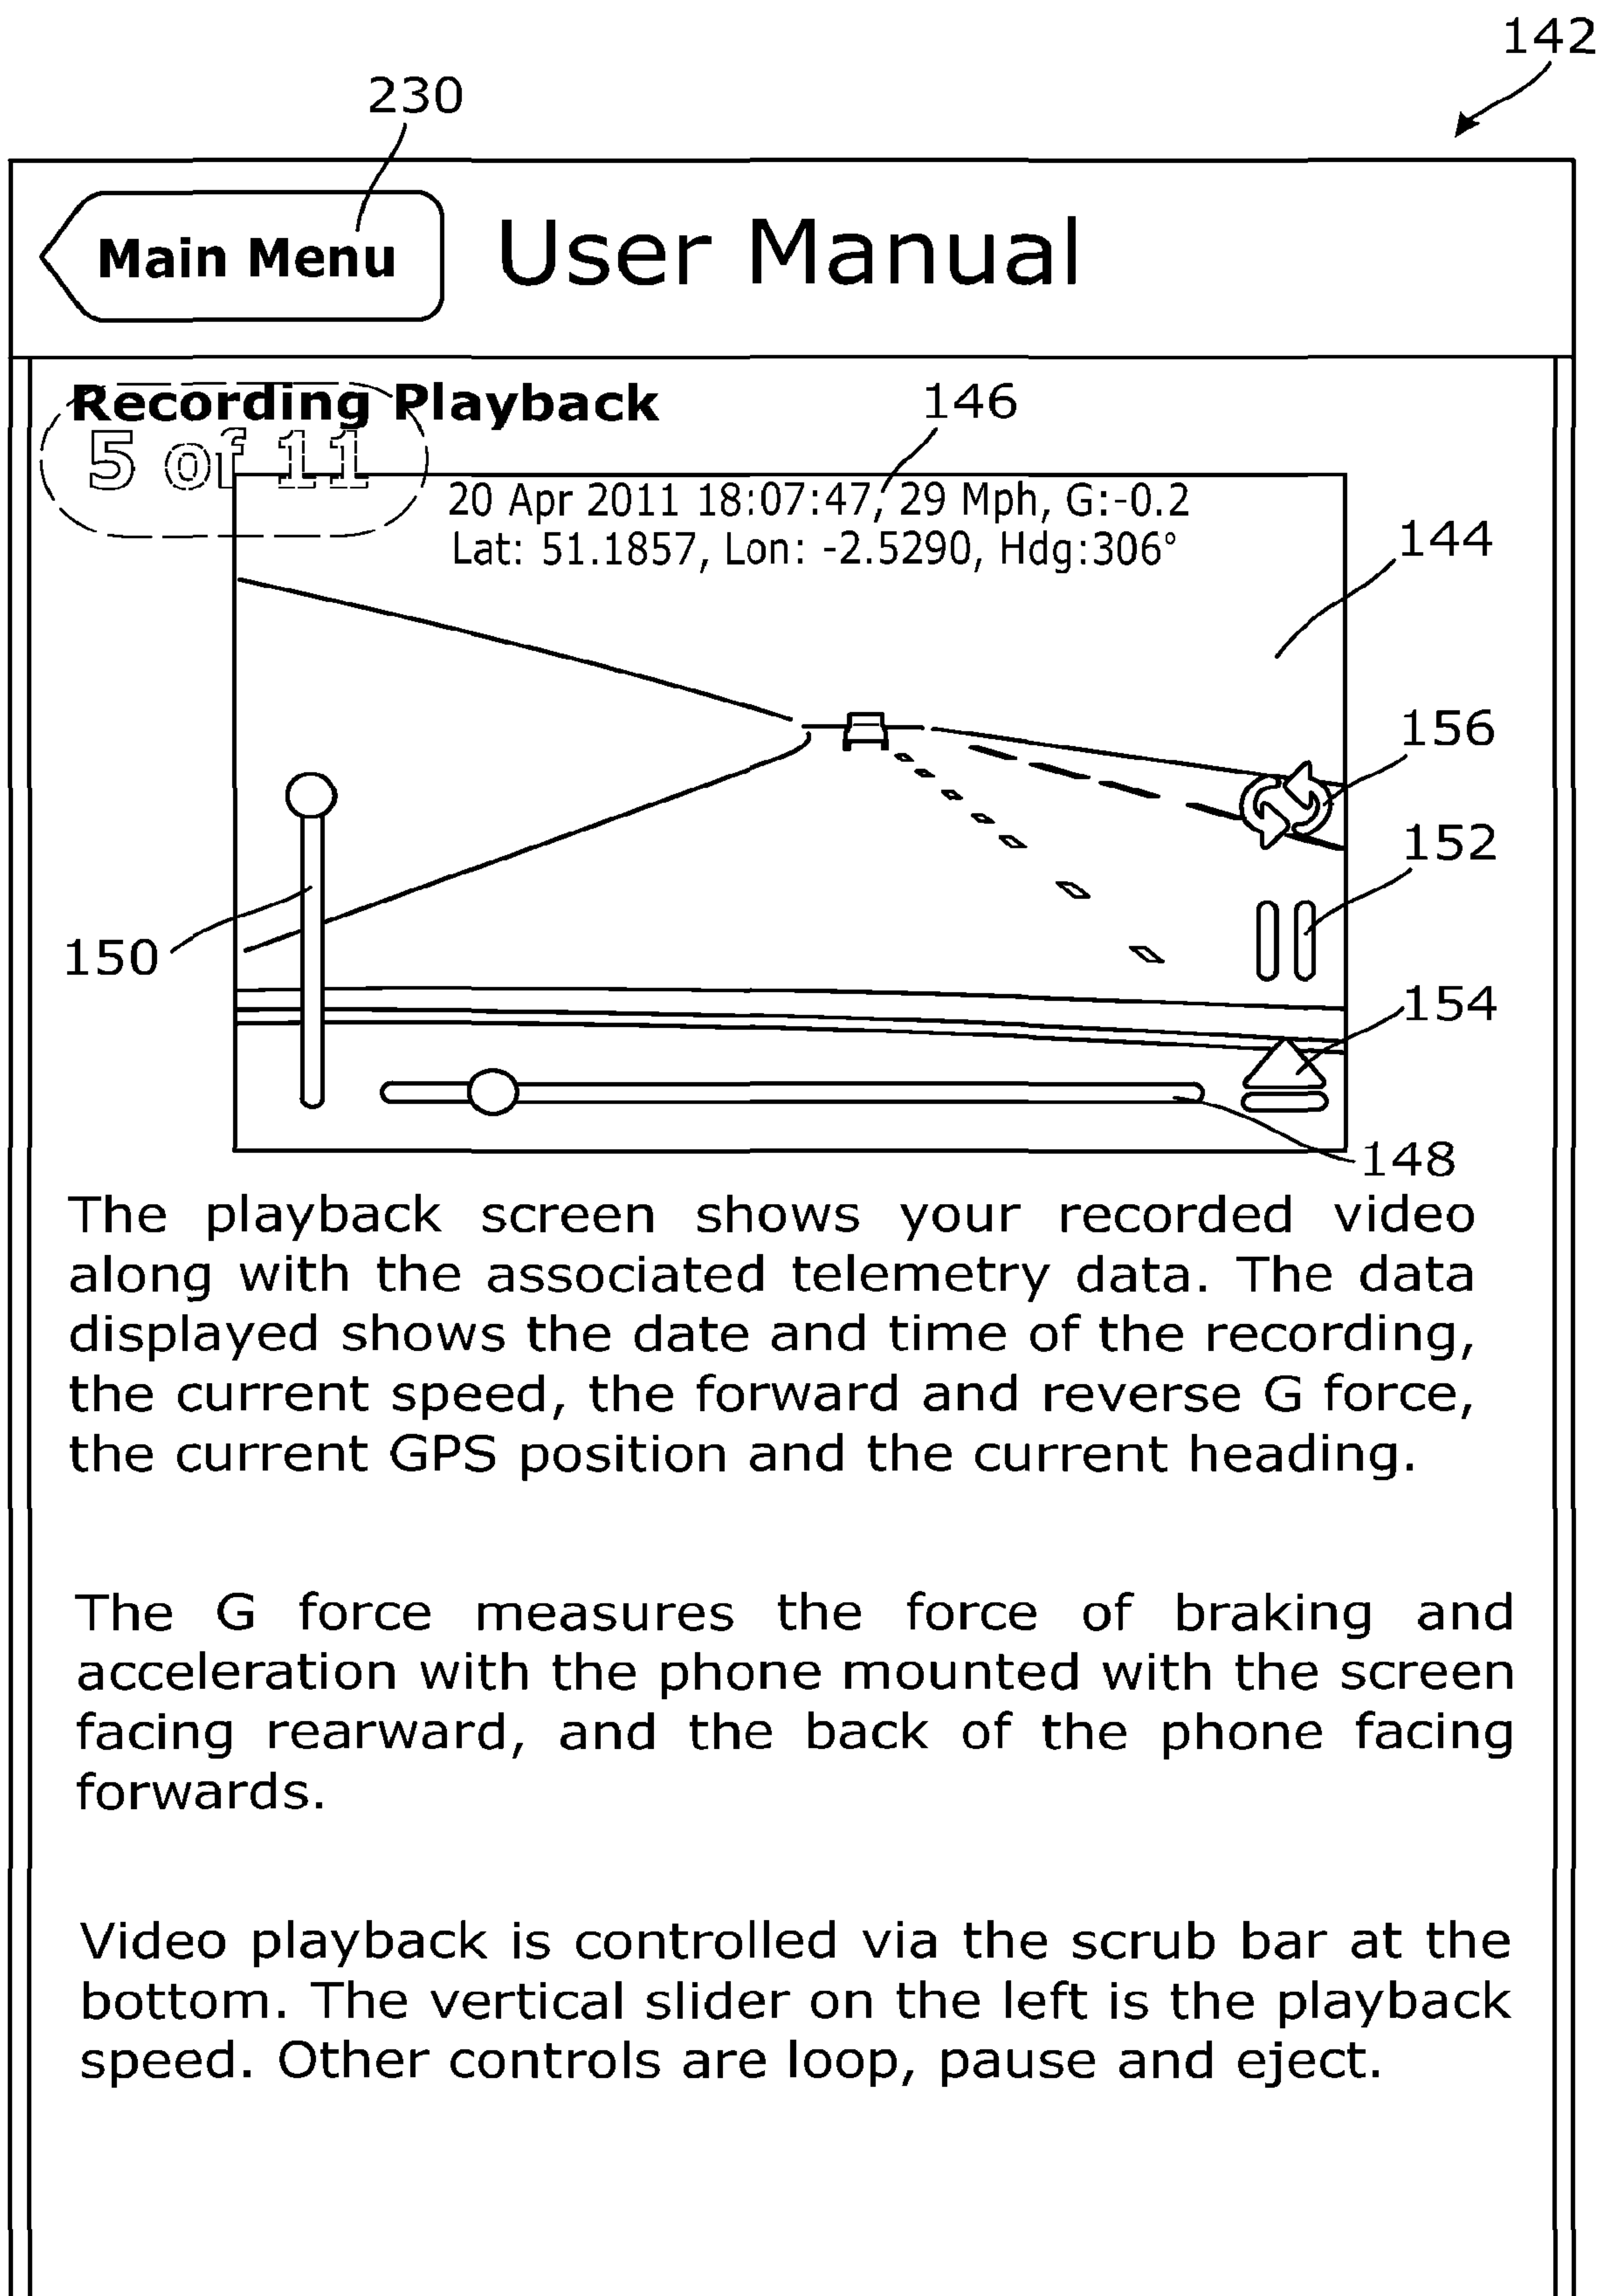 142
230
Main Menu
User Manual
Recording Playback
146
5 of 11
20 Apr 2011 18:07:47, 29 Mph, G:-0.2
Lat: 51.1857, Lon: -2.5290, Hdg:306°
144
156
152
150
154
148
The playback screen shows your recorded video
along with the associated telemetry data. The data
displayed shows the date and time of the recording,
the current speed, the forward and reverse G force,
the current GPS position and the current heading.
The G force measures the force of braking and
acceleration with the phone mounted with the screen
facing rearward, and the back of the phone facing
forwards.
Video playback is controlled via the scrub bar at the
bottom. The vertical slider on the left is the playback
speed. Other controls are loop, pause and eject.